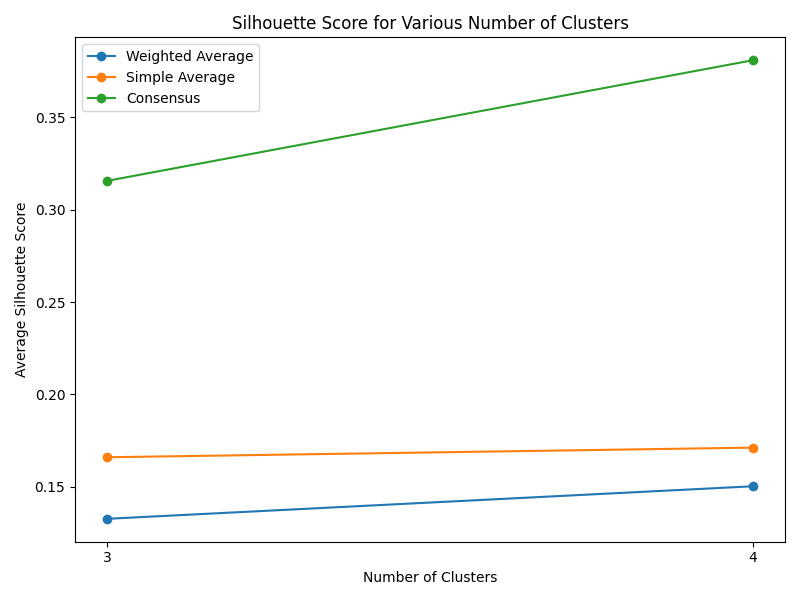 Silhouette Score for Various Number of Clusters
Weighted Average
Simple Average
Consensus
0.35
0.30
0.25
0.20
0.15
Average Silhouette Score
3
4
Number of Clusters